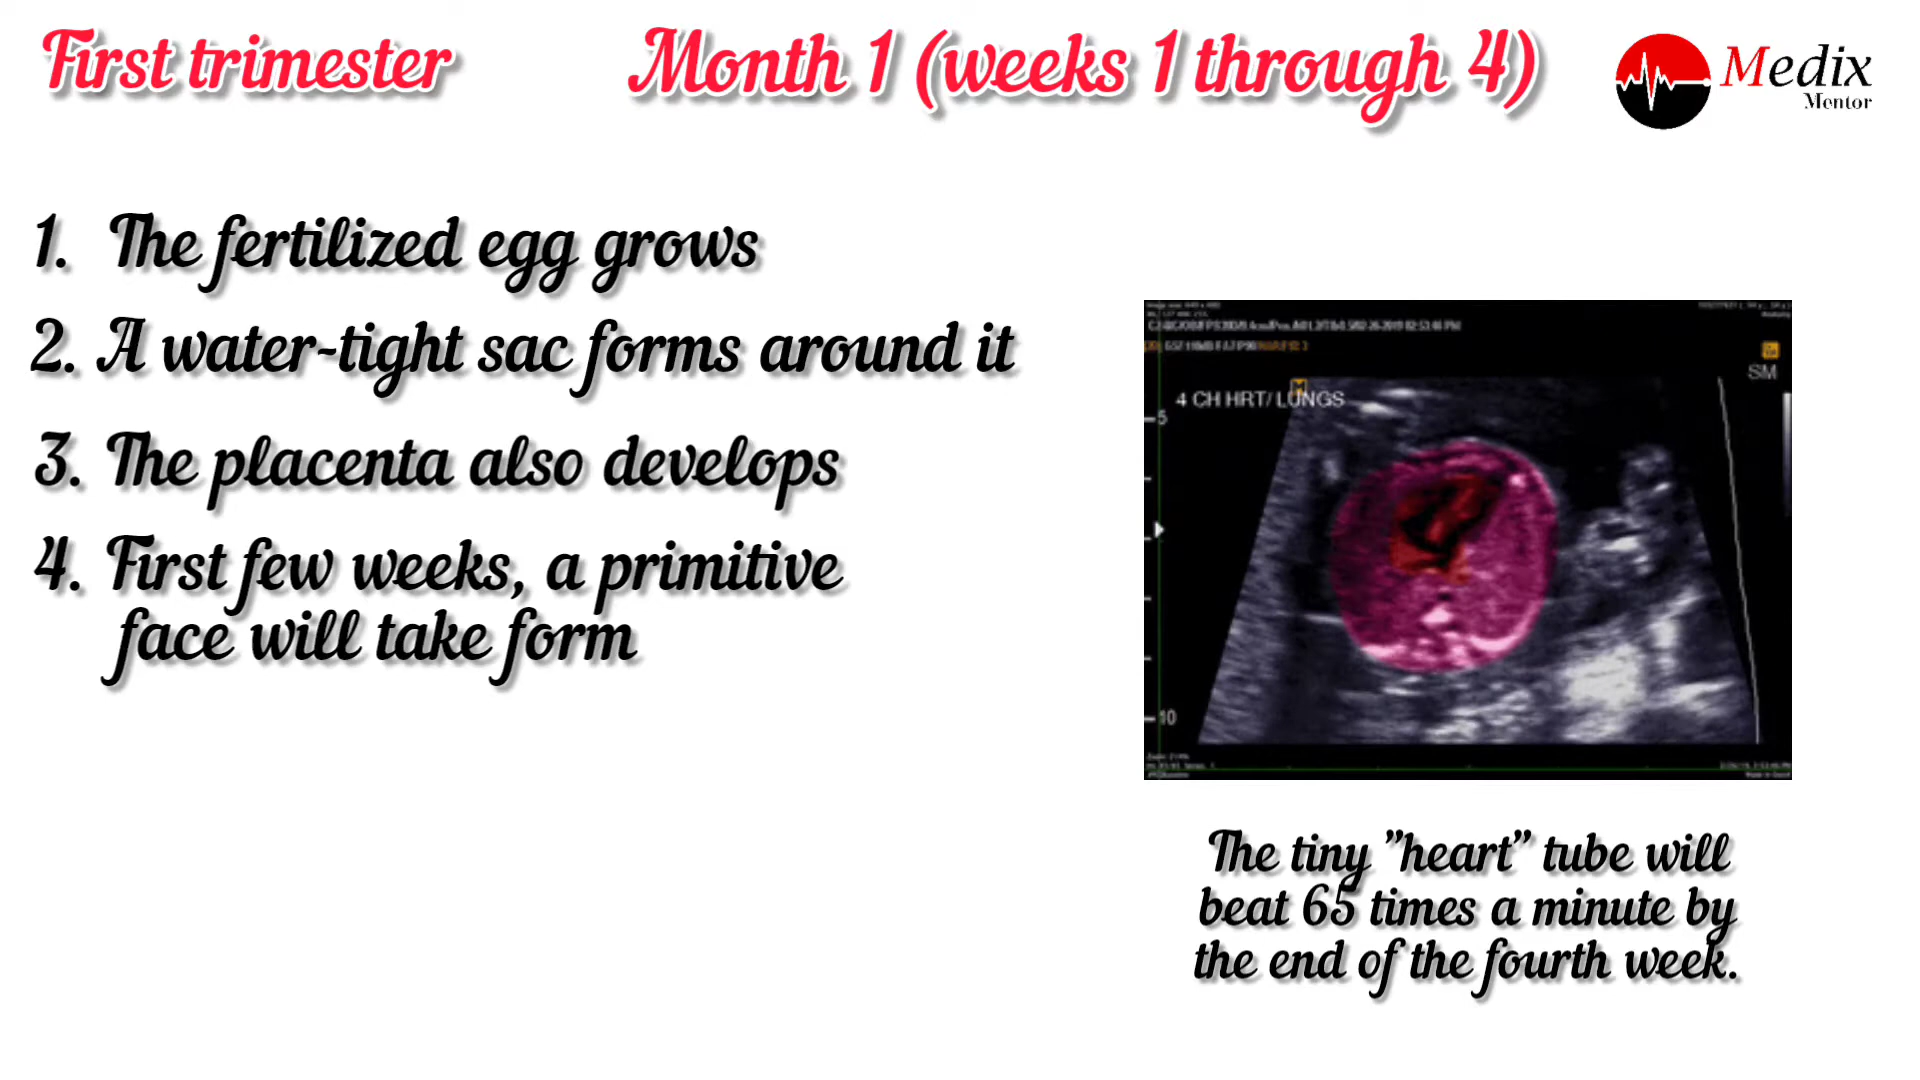 First trimester
Month 1 (weeks 1 through 4)
Medix
Mentor
1. The fertilized egg grows
2. A water-tight sac forms around it
3. The placenta also develops
4. First few weeks, a primitive
face will take form
SM
4 CH HRT/ LUNGS
5
10
The tiny "heart" tube will
beat 65 times a minute by
the end of the fourth week.